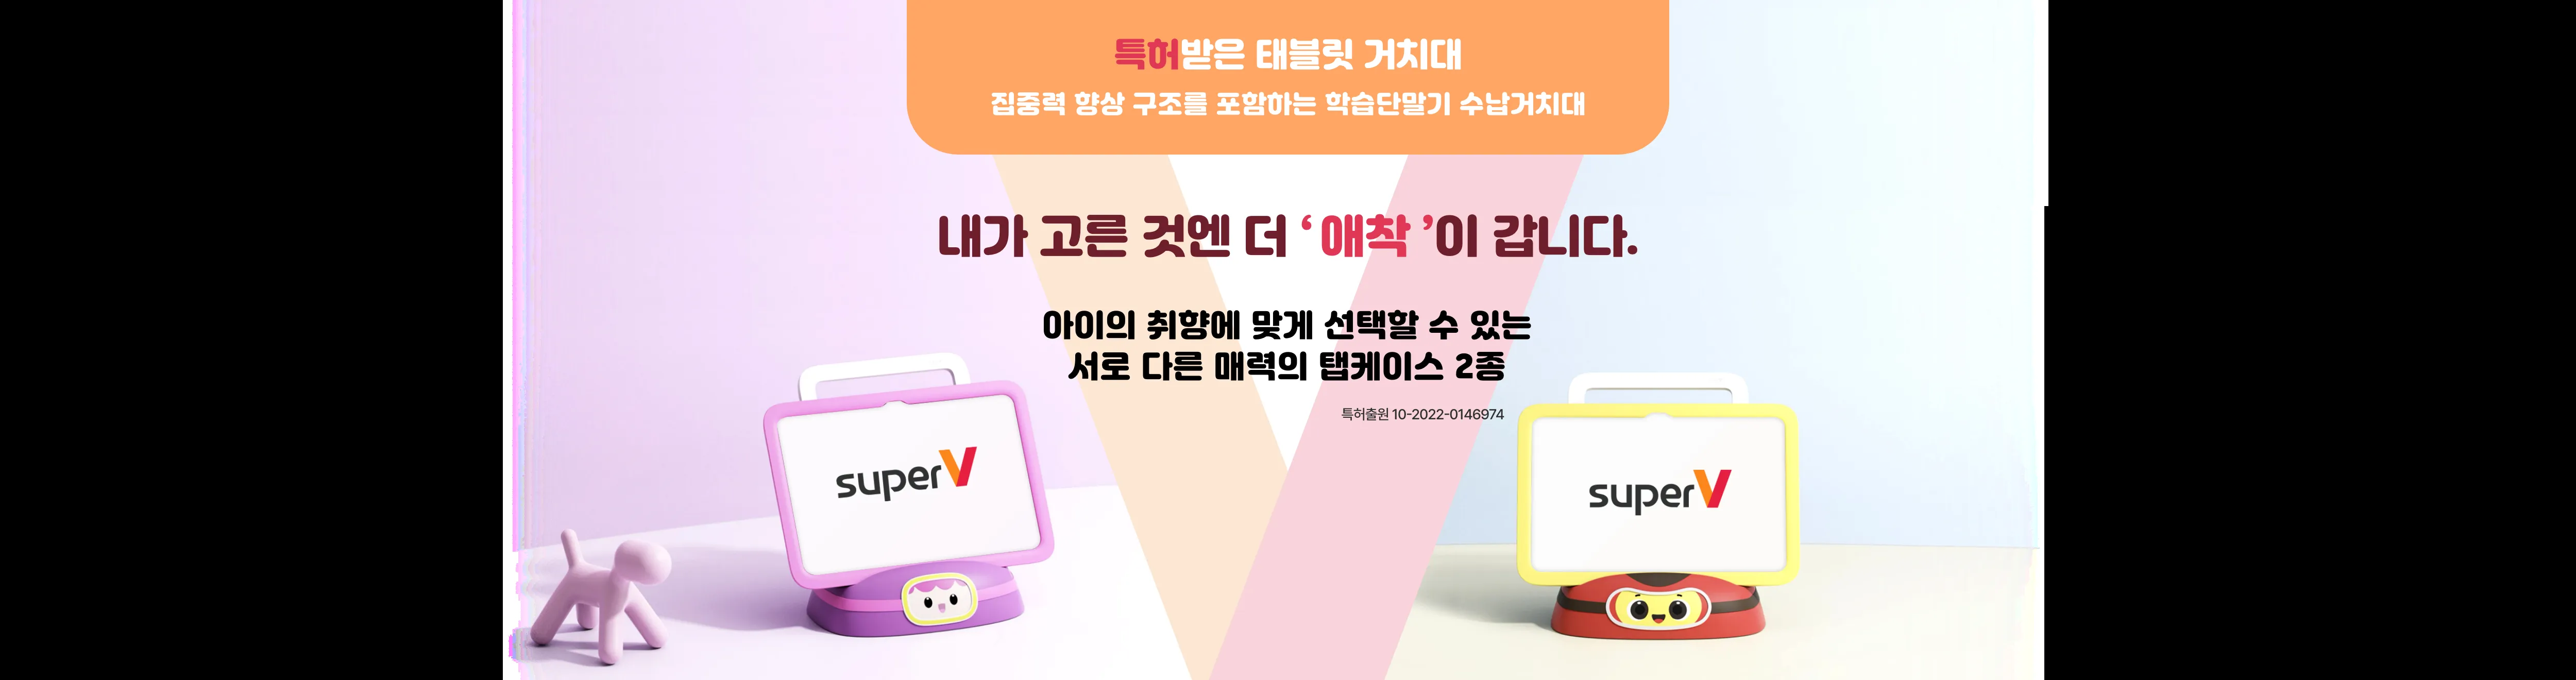 특허받은 태블릿 거치대
집중력 향상 구조를 포함하는 학습단말기 수납거치대
내가 고른 것엔 더 ‘애착’이 갑니다.
아이의 취향에 맞게 선택할 수 있는
서로 다른 매력의 탭케이스 2종
특허출원 10-2022-0146974
superV
superV